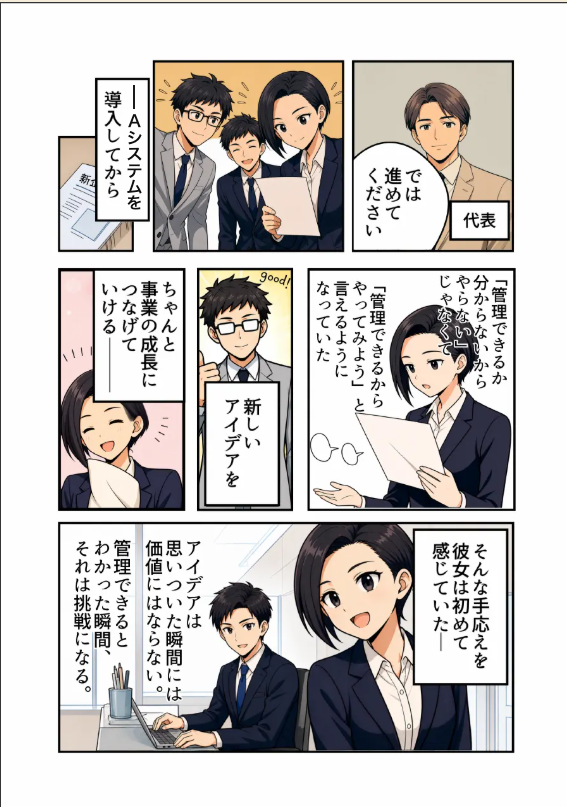 では
進めて
ください
代表
――Aシステムを
導入してから
新企
「管理できるか
分からないから
やらない」
じゃなくて
「管理できるから
やってみよう」と
言えるように
なっていた
good!
新しい
アイデアを
ちゃんと
事業の成長に
つなげて
いける――
そんな手応えを
彼女は初めて
感じていた―
アイデアは
思いついた瞬間には
価値にはならない。
管理できると
わかった瞬間、
それは挑戦になる。